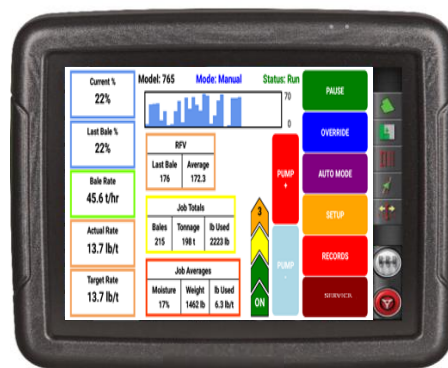 Current %
22%
Last Bale %
22%
Bale Rate
45.6 t/hr
Actual Rate
13.7 lb/t
Target Rate
13.7 lb/t
Model: 765 Mode: Manual Status: Run
70
0
RFV
Last Bale Average
176 172.3
Job Totals
Bales Tonnage lb Used
215 198 t 2223 lb
Job Averages
Moisture Weight lb Used
17% 1462 lb 6.3 lb/t
3
ON
PUMP
+
PUMP
-
PAUSE
OVERRIDE
AUTO MODE
SETUP
RECORDS
SERVICE